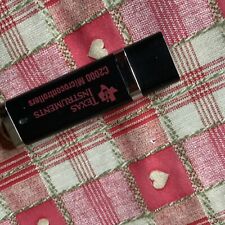 TEXAS
INSTRUMENTS
C2000 Microcontrollers